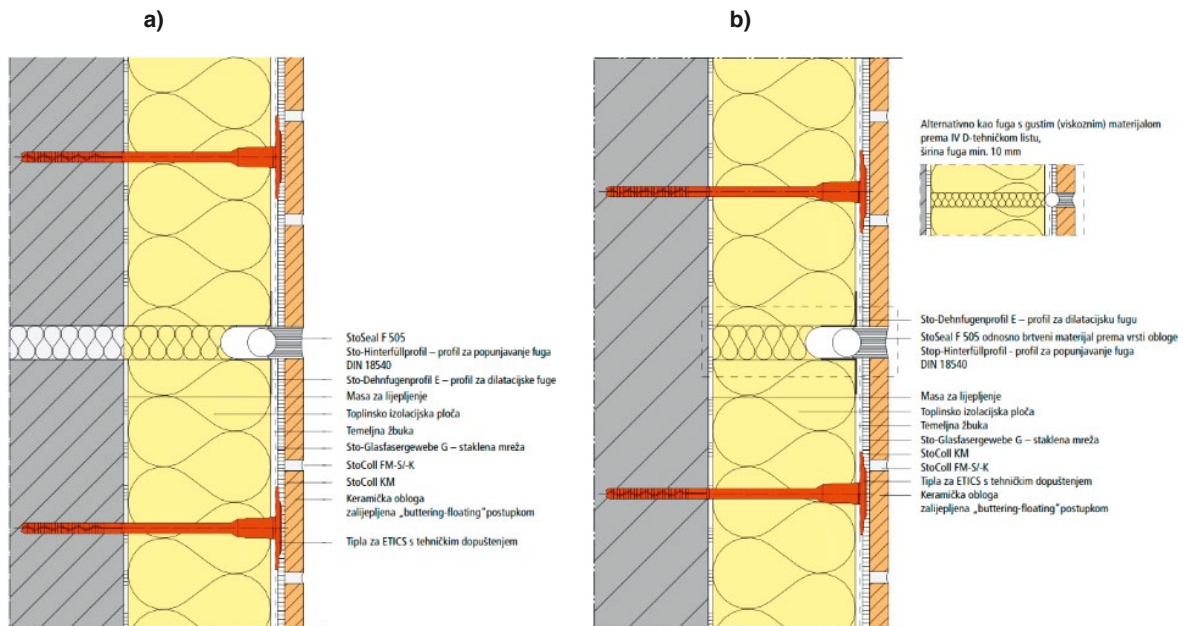 a)
b)
StoSeal F 505
Sto-Hinterfüllprofil – profil za popunjavanje fuga
DIN 18540
Sto-Dehnfugenprofil E – profil za dilatacijske fuge
Masa za lijepljenje
Toplinsko izolacijska ploča
Temeljna žbuka
Sto-Glasfasergewebe G – staklena mreža
StoColl FM-S/-K
StoColl KM
Keramička obloga
zalijepljena „buttering-floating“ postupkom
Tipla za ETICS s tehničkim dopuštenjem
Alternativno kao fuga s gustim (viskoznim) materijalom
prema IV D-tehničkom listu,
širina fuga min. 10 mm
Sto-Dehnfugenprofil E – profil za dilatacijsku fugu
StoSeal F 505 odnosno brtveni materijal prema vrsti obloge
Stop-Hinterfüllprofil - profil za popunjavanje fuga
DIN 18540
Masa za lijepljenje
Toplinsko izolacijska ploča
Temeljna žbuka
Sto-Glasfasergewebe G – staklena mreža
StoColl KM
StoColl FM-S/-K
Tipla za ETICS s tehničkim dopuštenjem
Keramička obloga
zalijepljena „buttering-floating“ postupkom